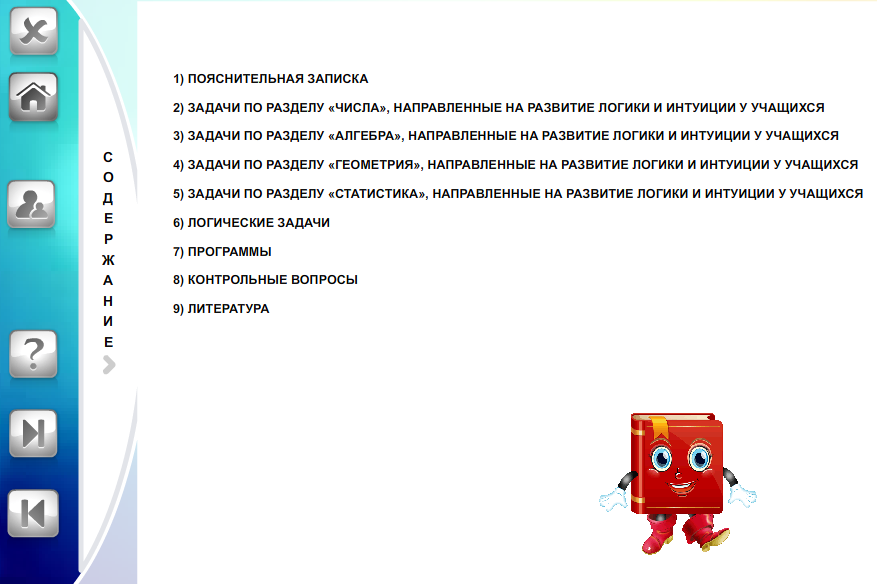 СОДЕРЖАНИЕ
1) ПОЯСНИТЕЛЬНАЯ ЗАПИСКА
2) ЗАДАЧИ ПО РАЗДЕЛУ «ЧИСЛА», НАПРАВЛЕННЫЕ НА РАЗВИТИЕ ЛОГИКИ И ИНТУИЦИИ У УЧАЩИХСЯ
3) ЗАДАЧИ ПО РАЗДЕЛУ «АЛГЕБРА», НАПРАВЛЕННЫЕ НА РАЗВИТИЕ ЛОГИКИ И ИНТУИЦИИ У УЧАЩИХСЯ
4) ЗАДАЧИ ПО РАЗДЕЛУ «ГЕОМЕТРИЯ», НАПРАВЛЕННЫЕ НА РАЗВИТИЕ ЛОГИКИ И ИНТУИЦИИ У УЧАЩИХСЯ
5) ЗАДАЧИ ПО РАЗДЕЛУ «СТАТИСТИКА», НАПРАВЛЕННЫЕ НА РАЗВИТИЕ ЛОГИКИ И ИНТУИЦИИ У УЧАЩИХСЯ
6) ЛОГИЧЕСКИЕ ЗАДАЧИ
7) ПРОГРАММЫ
8) КОНТРОЛЬНЫЕ ВОПРОСЫ
9) ЛИТЕРАТУРА